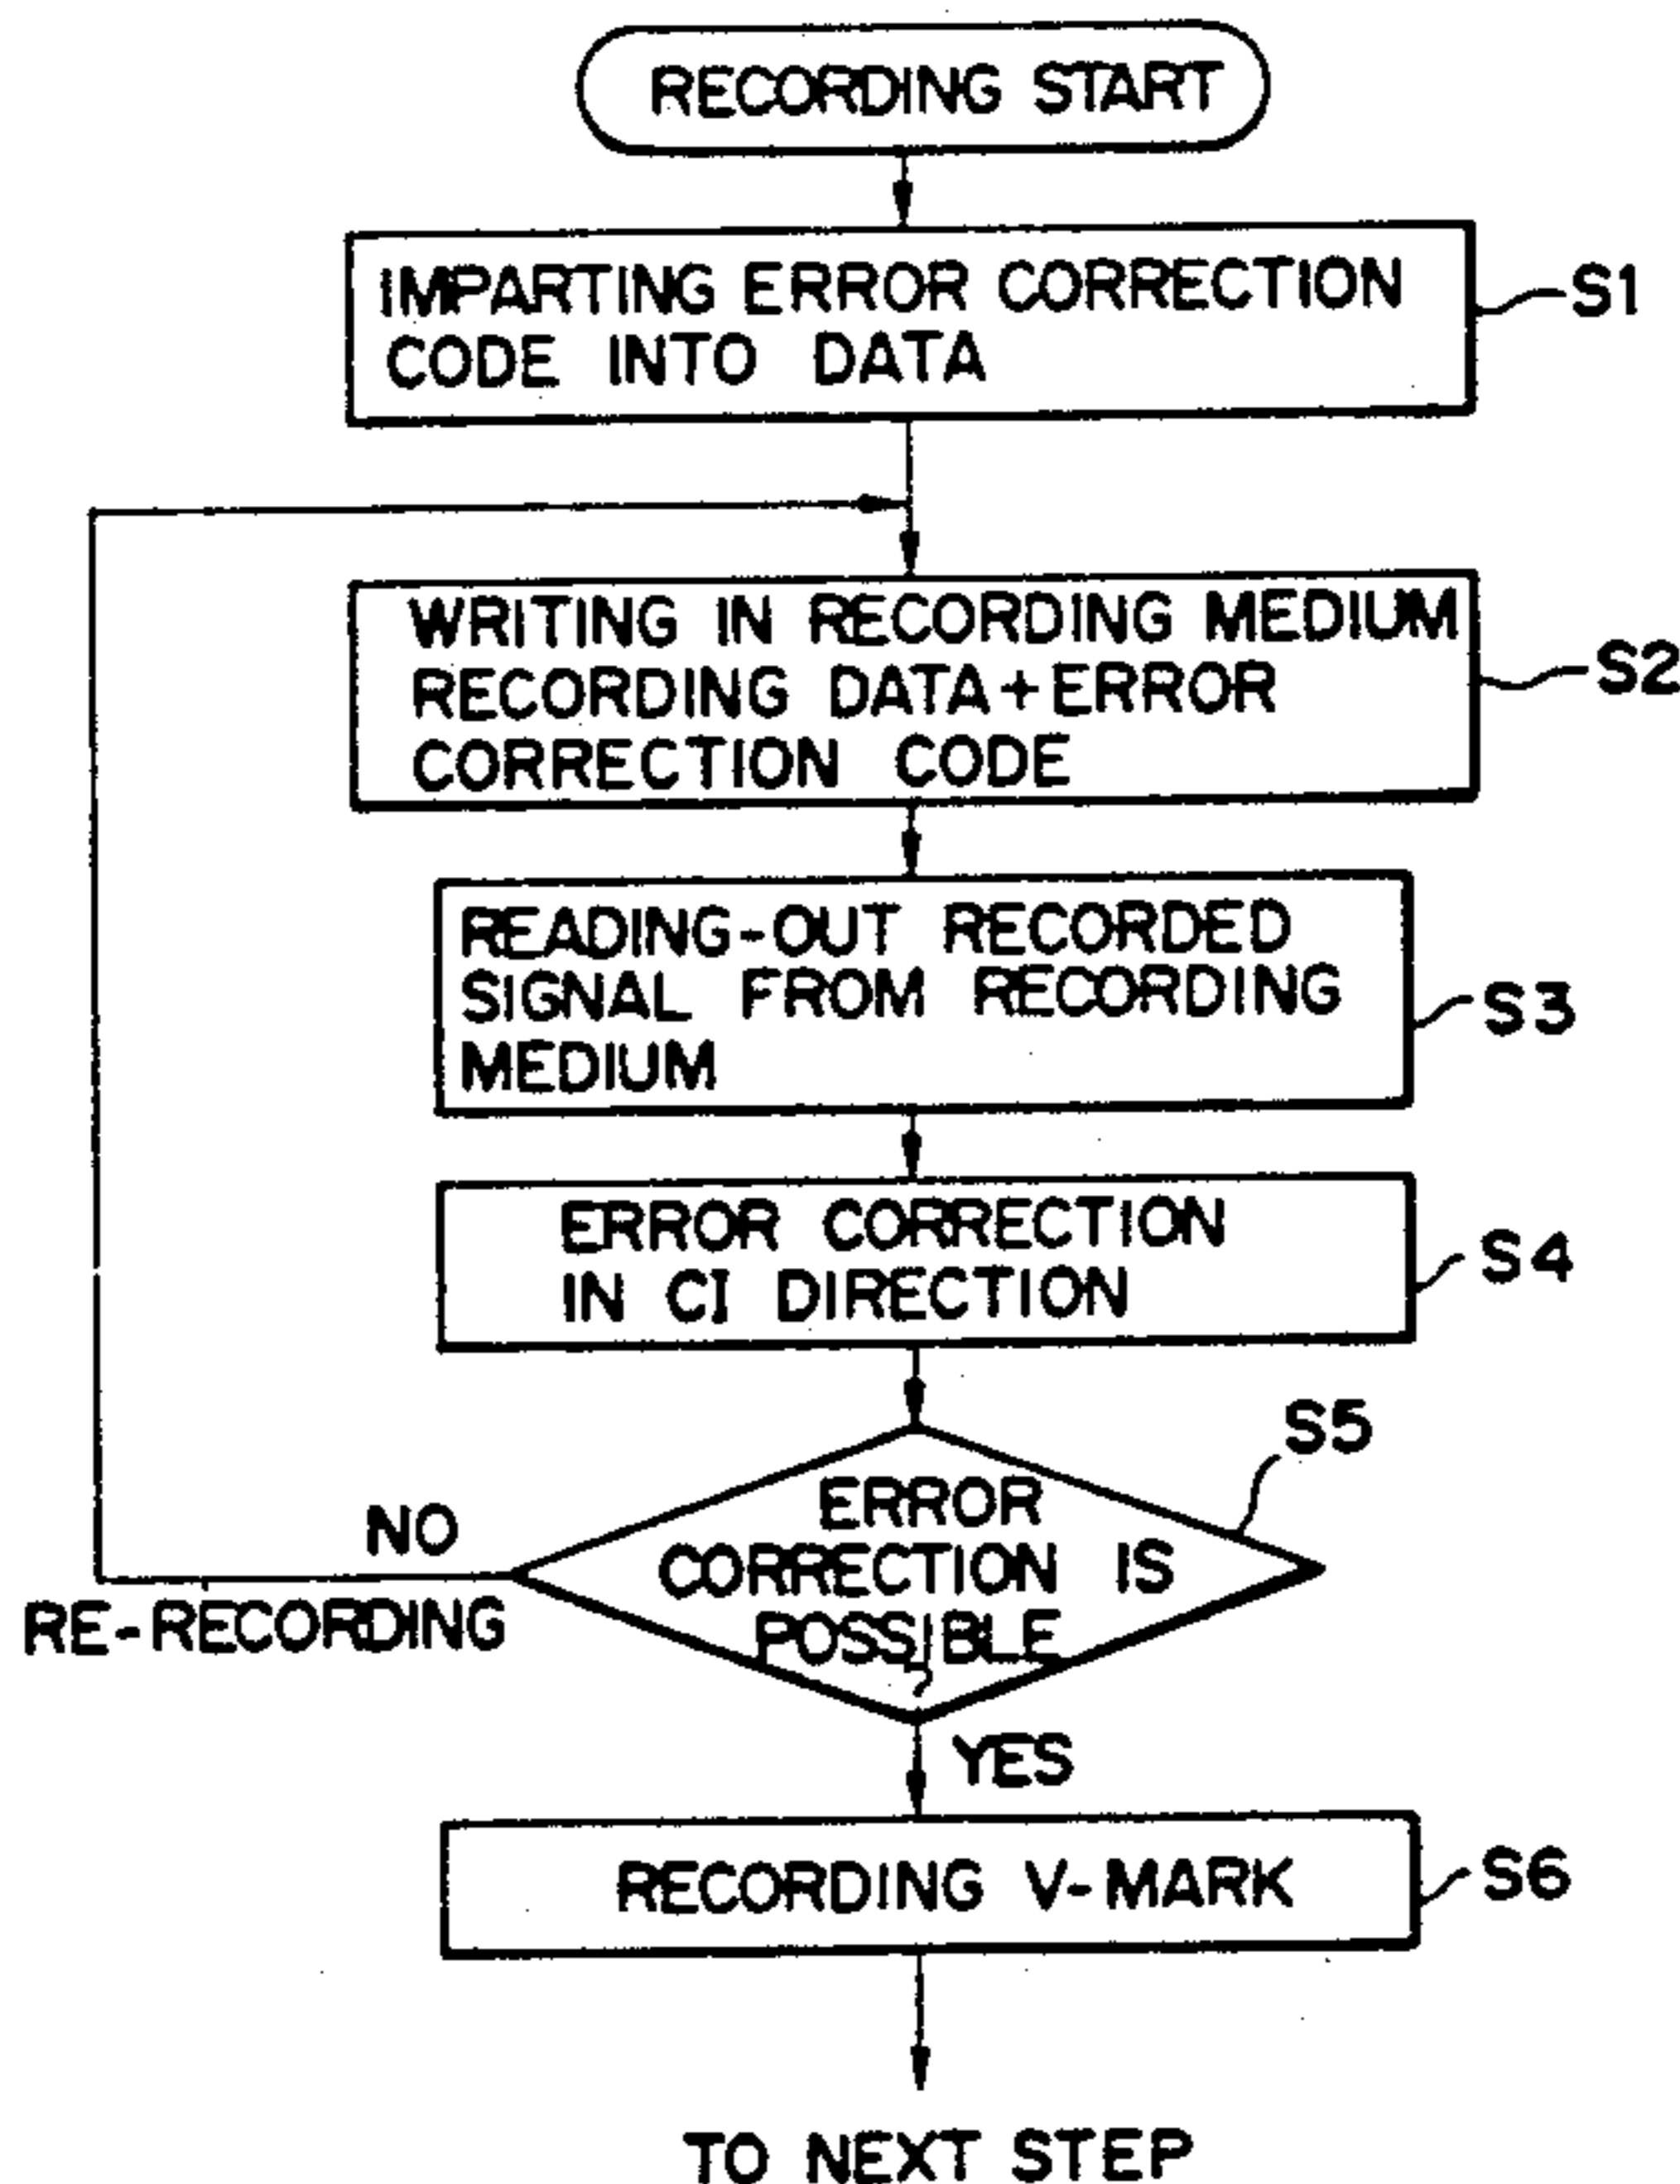 RECORDING START
IMPARTING ERROR CORRECTION
CODE INTO DATA
S1
WRITING IN RECORDING MEDIUM
RECORDING DATA+ERROR
CORRECTION CODE
S2
READING-OUT RECORDED
SIGNAL FROM RECORDING
MEDIUM
S3
ERROR CORRECTION
IN CI DIRECTION
S4
S5
ERROR
CORRECTION IS
POSSIBLE
?
NO
RE-RECORDING
YES
RECORDING V-MARK
S6
TO NEXT STEP